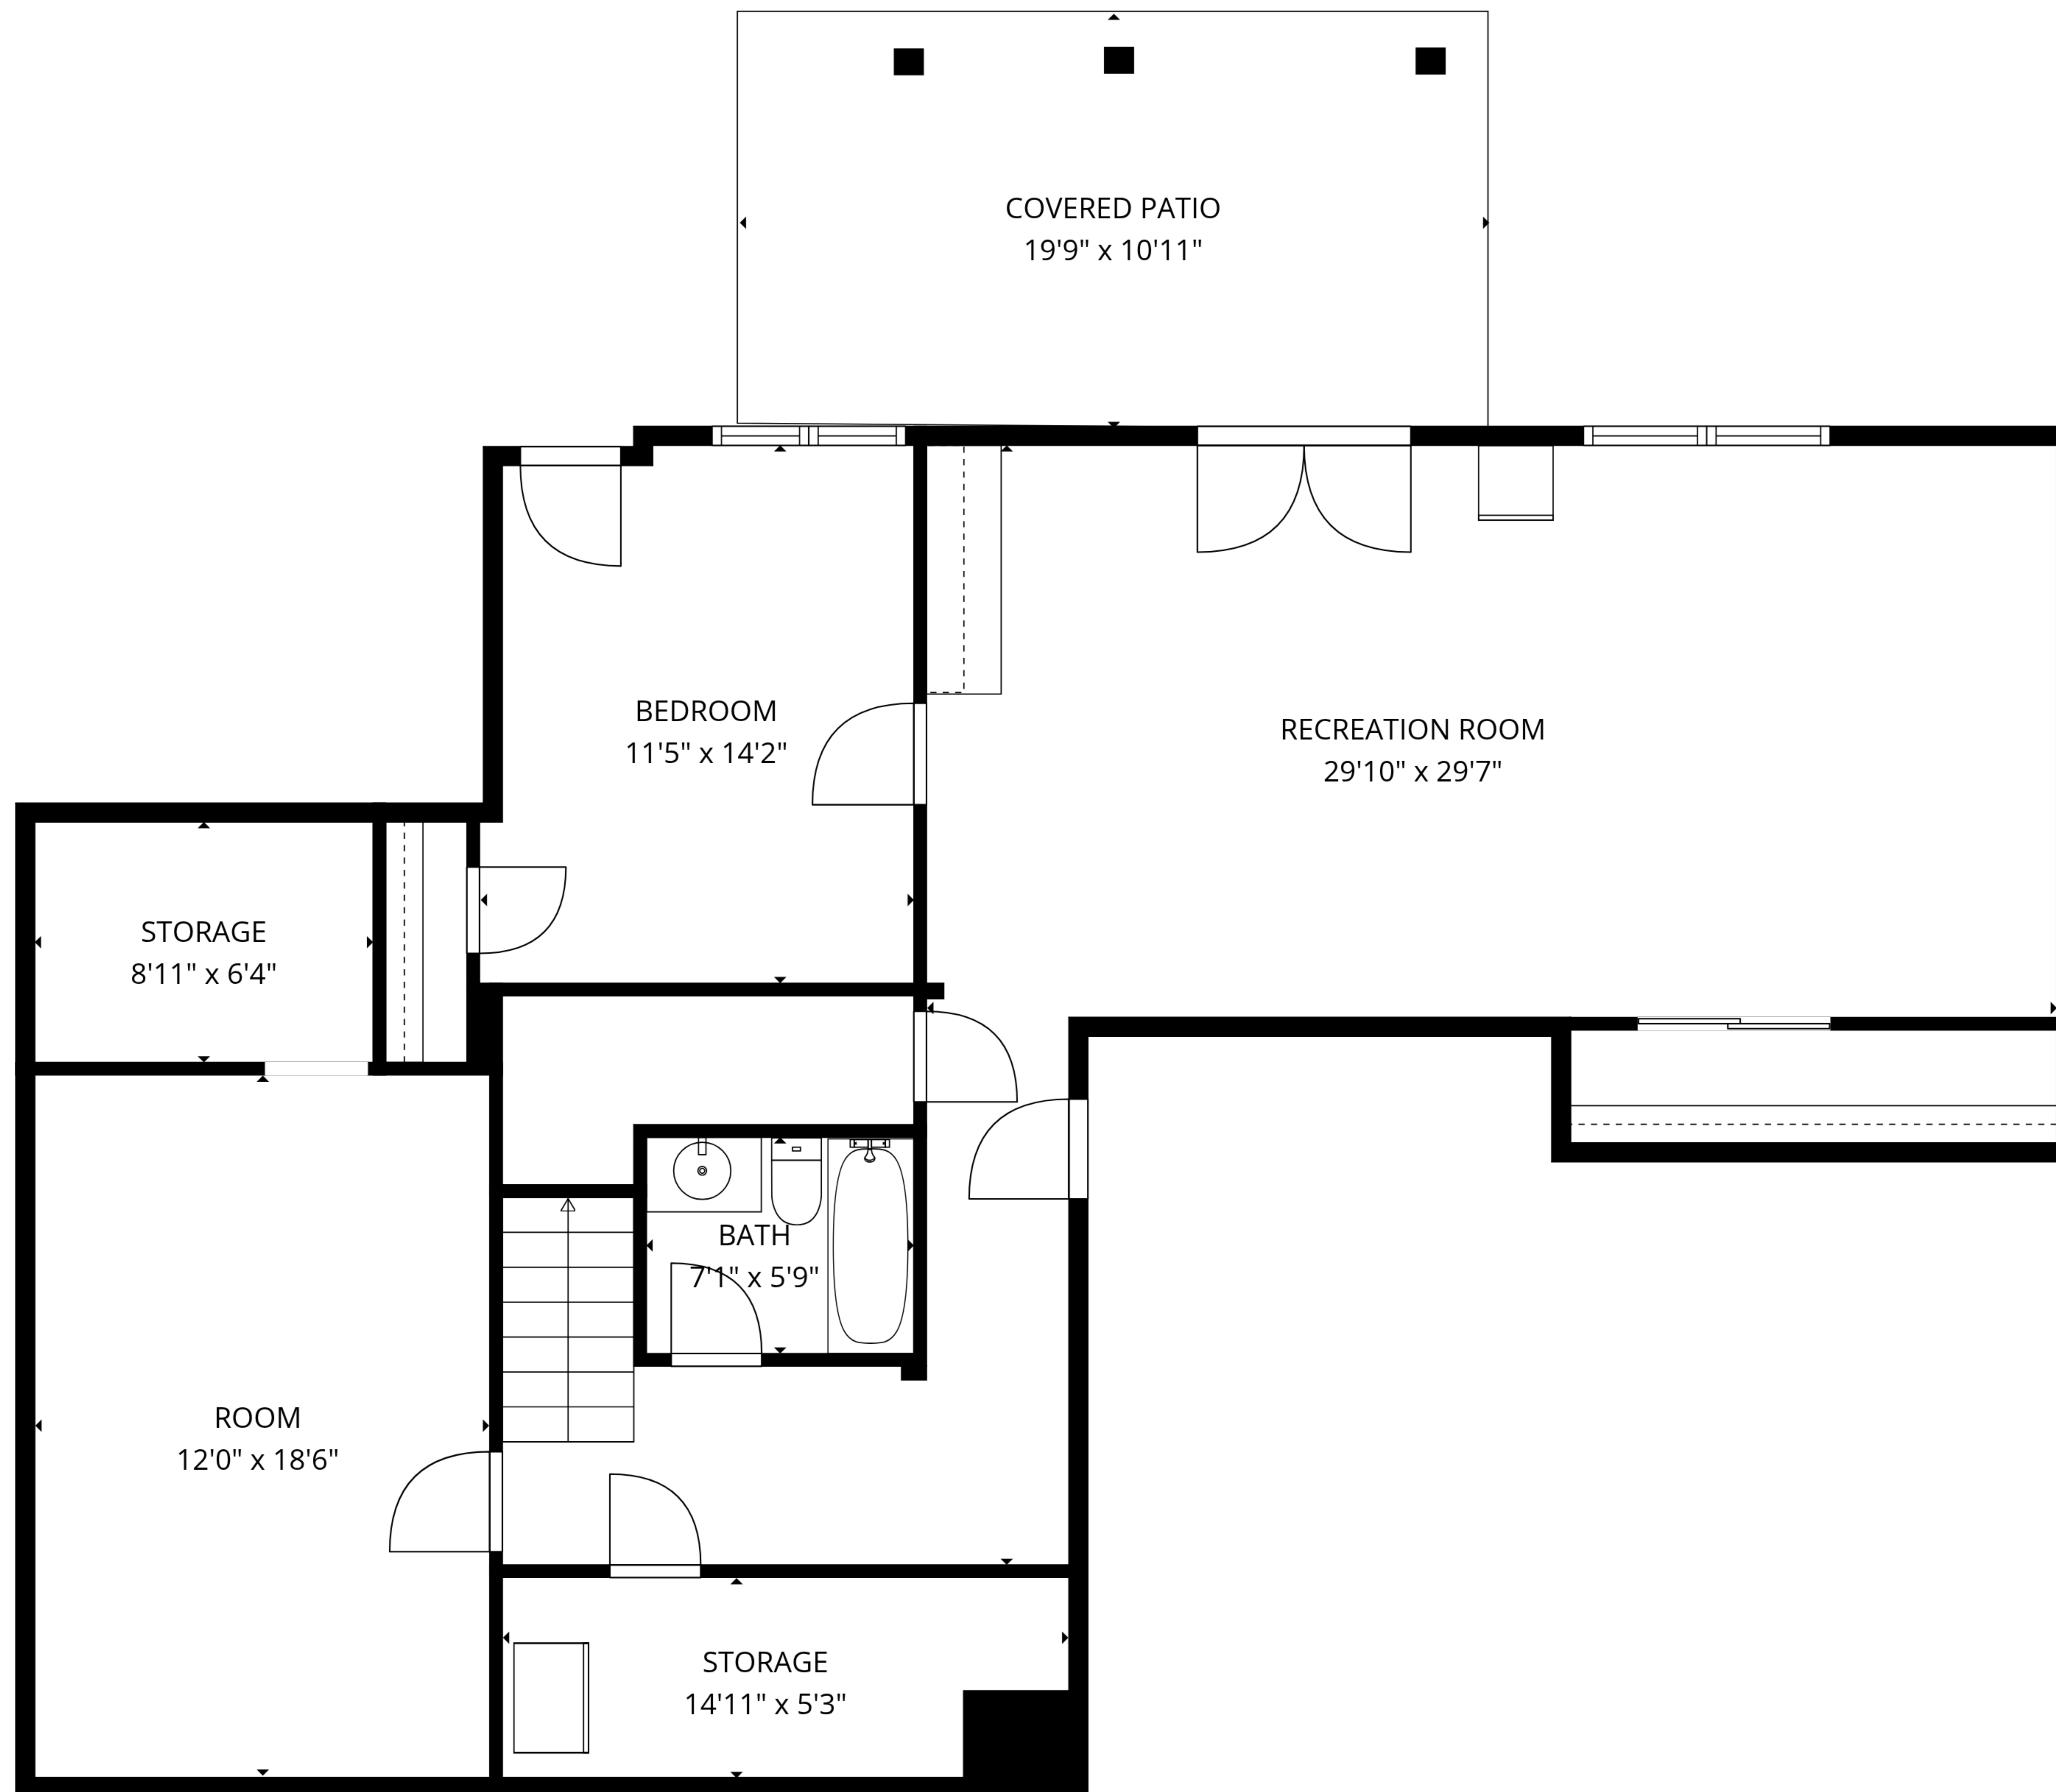 COVERED PATIO
19'9" x 10'11"
BEDROOM
11'5" x 14'2"
RECREATION ROOM
29'10" x 29'7"
STORAGE
8'11" x 6'4"
BATH
7'1" x 5'9"
ROOM
12'0" x 18'6"
STORAGE
14'11" x 5'3"